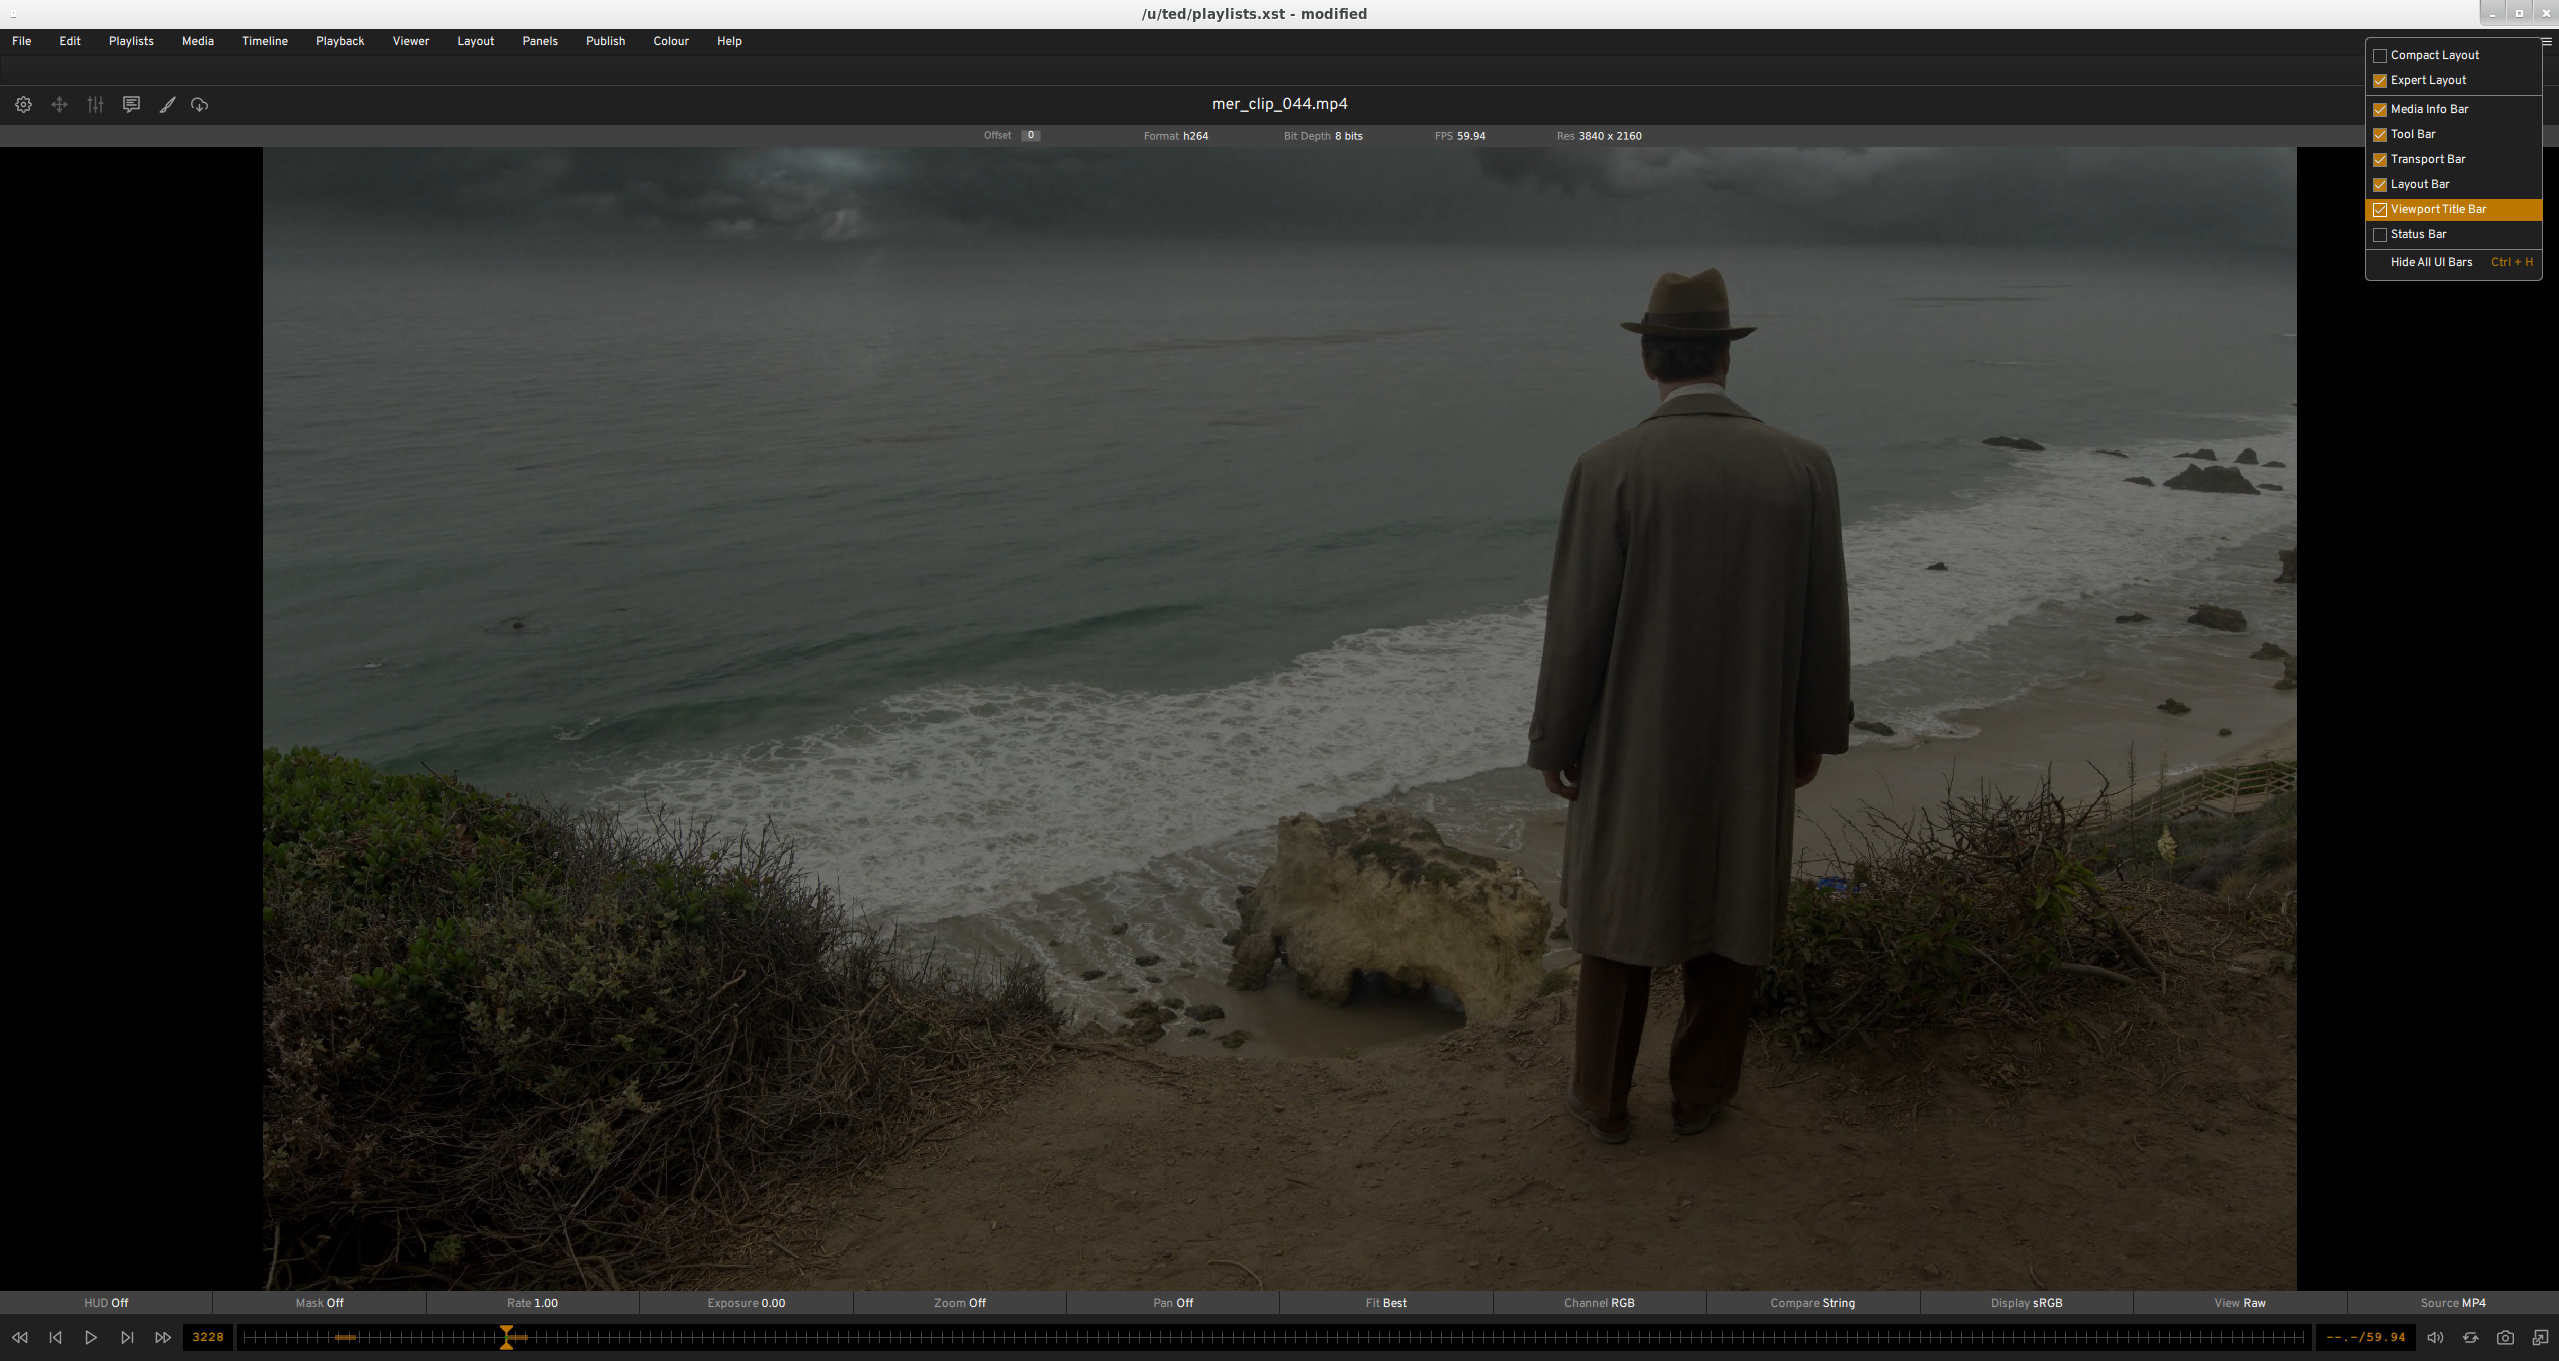 /u/ted/playlists.xst - modified
File Edit Playlists Media Timeline Playback Viewer Layout Panels Publish Colour Help
Compact Layout
Expert Layout
Media Info Bar
Tool Bar
Transport Bar
Layout Bar
Viewport Title Bar
Status Bar
Hide All UI Bars Ctrl + H
mer_clip_044.mp4
Offset 0 Format h264 Bit Depth 8 bits FPS 59.94 Res 3840 x 2160
HUD Off Mask Off Rate 1.00 Exposure 0.00 Zoom Off Pan Off Fit Best Channel RGB Compare String Display sRGB View Raw Source MP4
3228 --.-/59.94